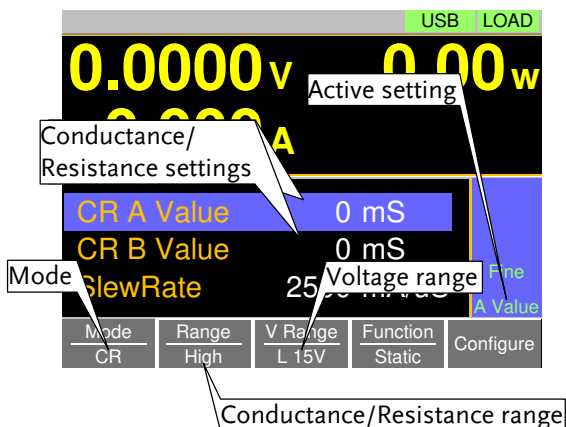 USB LOAD
0.0000 V 0.00 W
Active setting
A
Conductance/
Resistance settings
CR A Value 0 mS
CR B Value 0 mS
Mode
Voltage range
Fine
A Value
Mode Range V Range Function Configure
CR High L 15V Static
Conductance/Resistance range